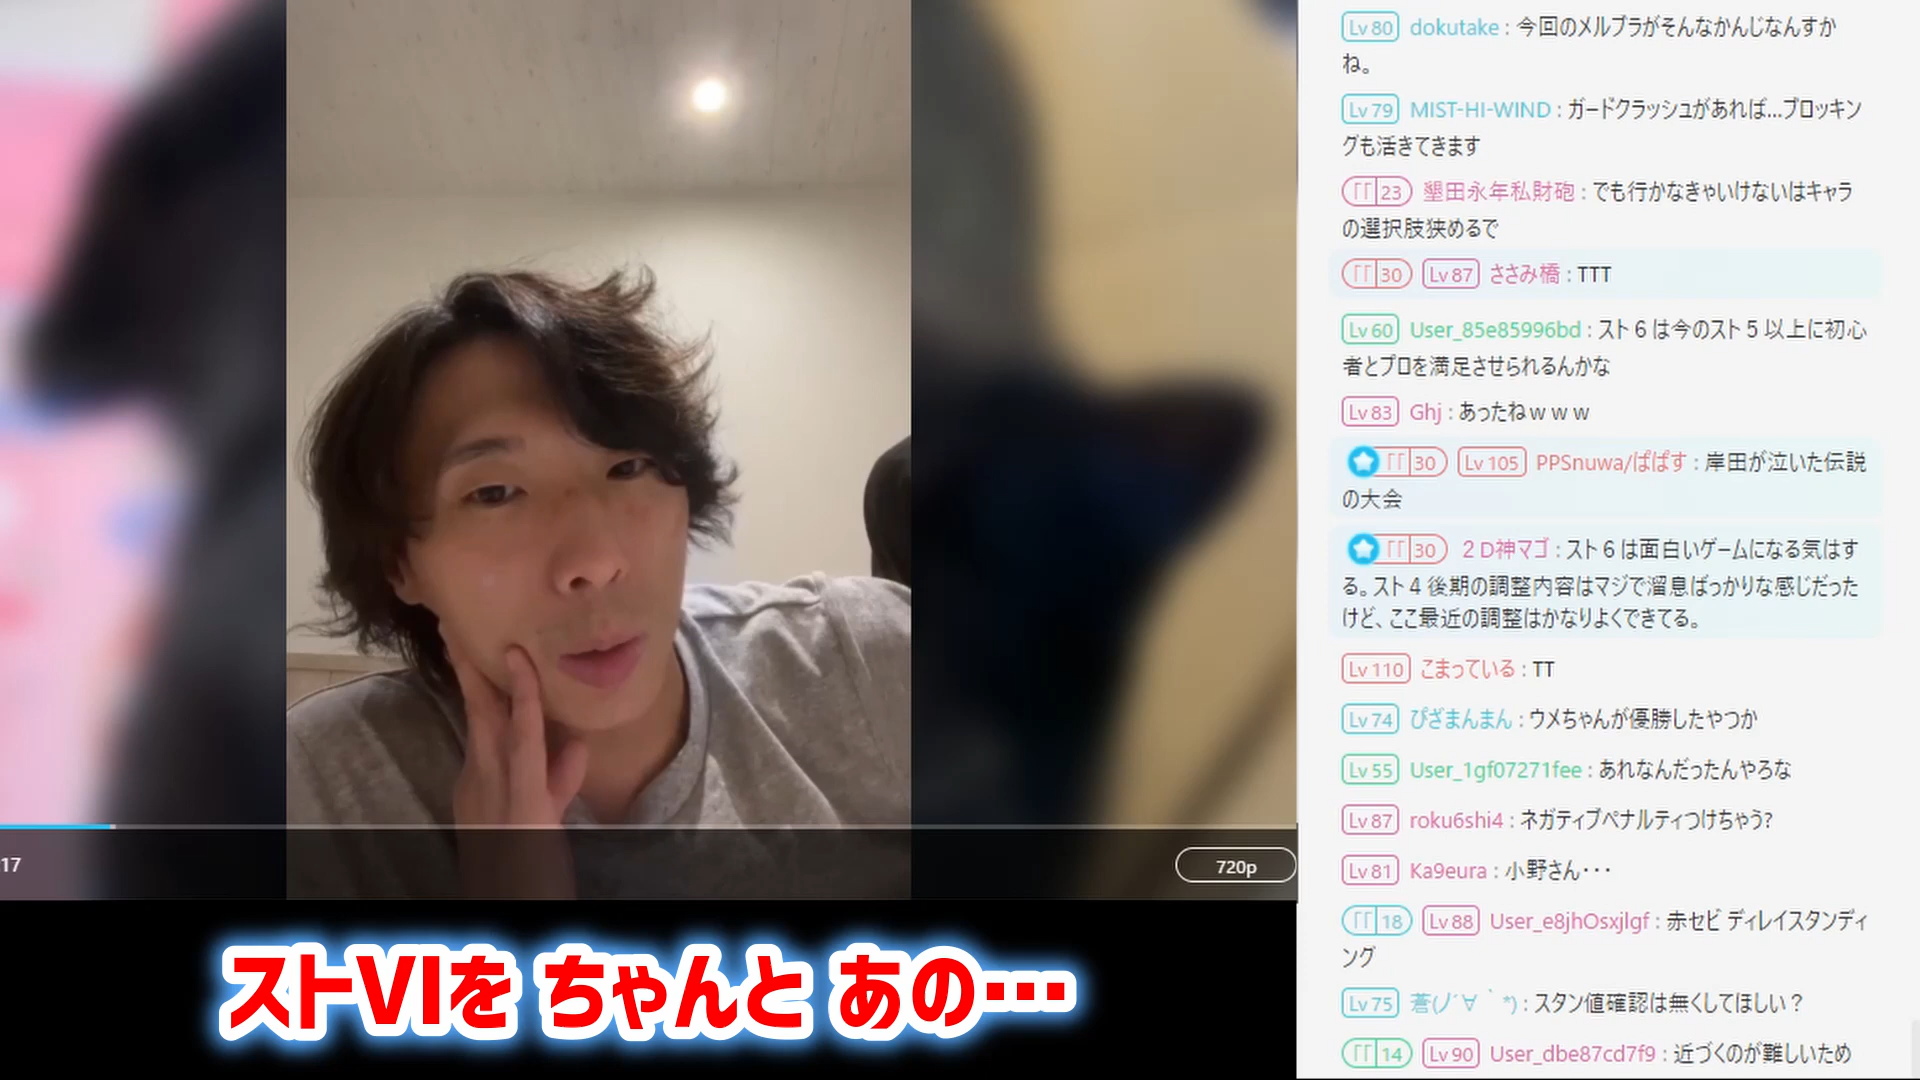 17
720p
ストVIを ちゃんと あの…
Lv 80 dokutake : 今回のメルブラがそんなかんじなんすか
ね。
Lv 79 MIST-HI-WIND : ガードクラッシュがあれば...ブロッキン
グも活きてきます
「「 23 墾田永年私財砲 : でも行かなきゃいけないはキャラ
の選択肢狭めるで
「「 30 Lv 87 ささみ橋 : TTT
Lv 60 User_85e85996bd : スト６は今のスト５以上に初心
者とプロを満足させられるんかな
Lv 83 Ghj : あったねｗｗｗ
「「 30 Lv 105 PPSnuwa/ぱぱす : 岸田が泣いた伝説
の大会
「「 30 ２D神マゴ : スト６は面白いゲームになる気はす
る。スト４後期の調整内容はマジで溜息ばっかりな感じだった
けど、ここ最近の調整はかなりよくできてる。
Lv 110 こまっている : TT
Lv 74 ぴざまんまん : ウメちゃんが優勝したやつか
Lv 55 User_1gf07271fee : あれなんだったんやろな
Lv 87 roku6shi4 : ネガティブペナルティつけちゃう?
Lv 81 Ka9eura : 小野さん･･･
「「 18 Lv 88 User_e8jhOsxjlgf : 赤セビ ディレイスタンディ
ング
Lv 75 蒼(ﾉ´∀｀*) : スタン値確認は無くしてほしい？
「「 14 Lv 90 User_dbe87cd7f9 : 近づくのが難しいため